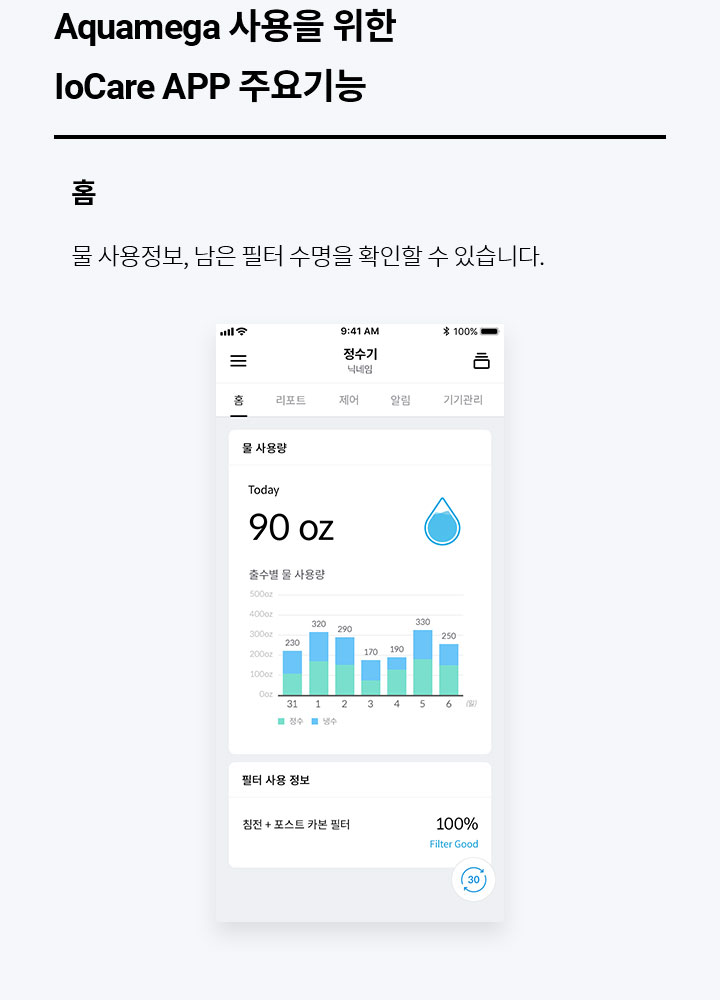 Aquamega 사용을 위한
IoCare APP 주요기능
홈
물 사용정보, 남은 필터 수명을 확인할 수 있습니다.
9:41 AM 100%
정수기
닉네임
홈 리포트 제어 알림 기기관리
물 사용량
Today
90 oz
출수별 물 사용량
500oz
400oz
300oz
200oz
100oz
0oz
230 320 290 170 190 330 250
31 1 2 3 4 5 6 (일)
정수 냉수
필터 사용 정보
침전 + 포스트 카본 필터 100%
Filter Good
30